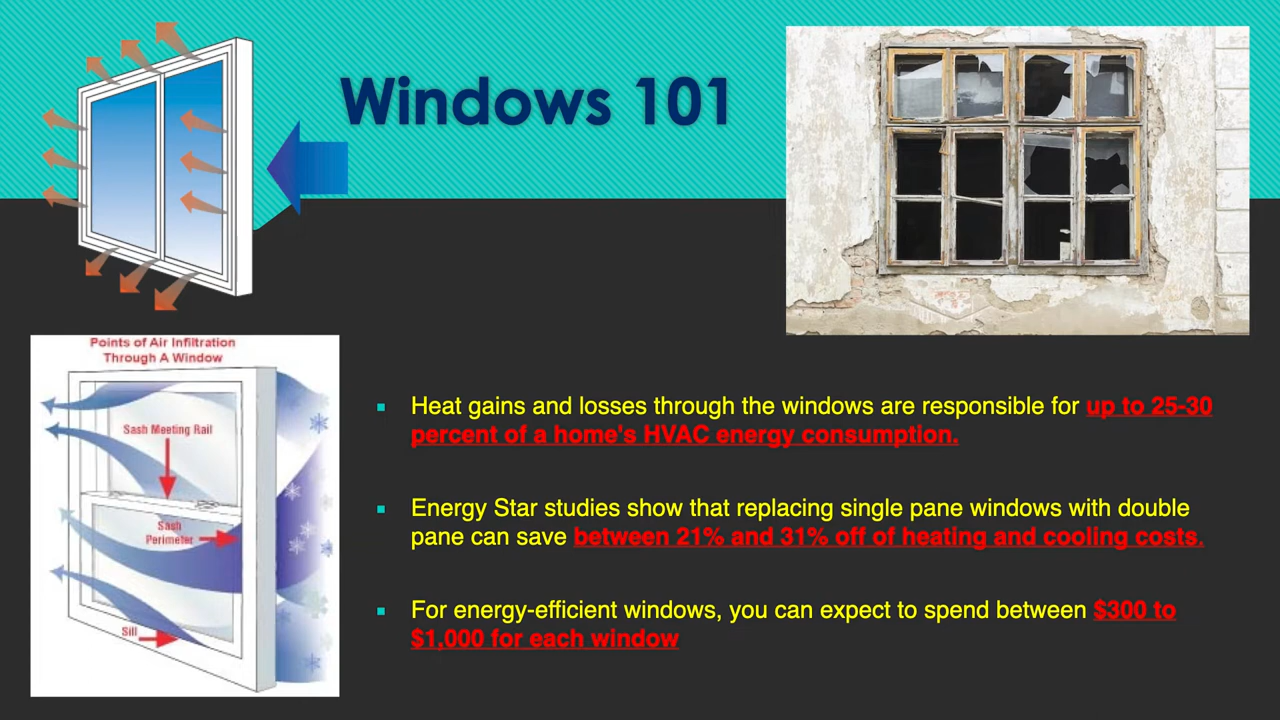 Windows 101
Points of Air Infiltration
Through A Window
Sash Meeting Rail
Sash
Perimeter
Sill
Heat gains and losses through the windows are responsible for up to 25-30
percent of a home's HVAC energy consumption.
Energy Star studies show that replacing single pane windows with double
pane can save between 21% and 31% off of heating and cooling costs.
For energy-efficient windows, you can expect to spend between $300 to
$1,000 for each window